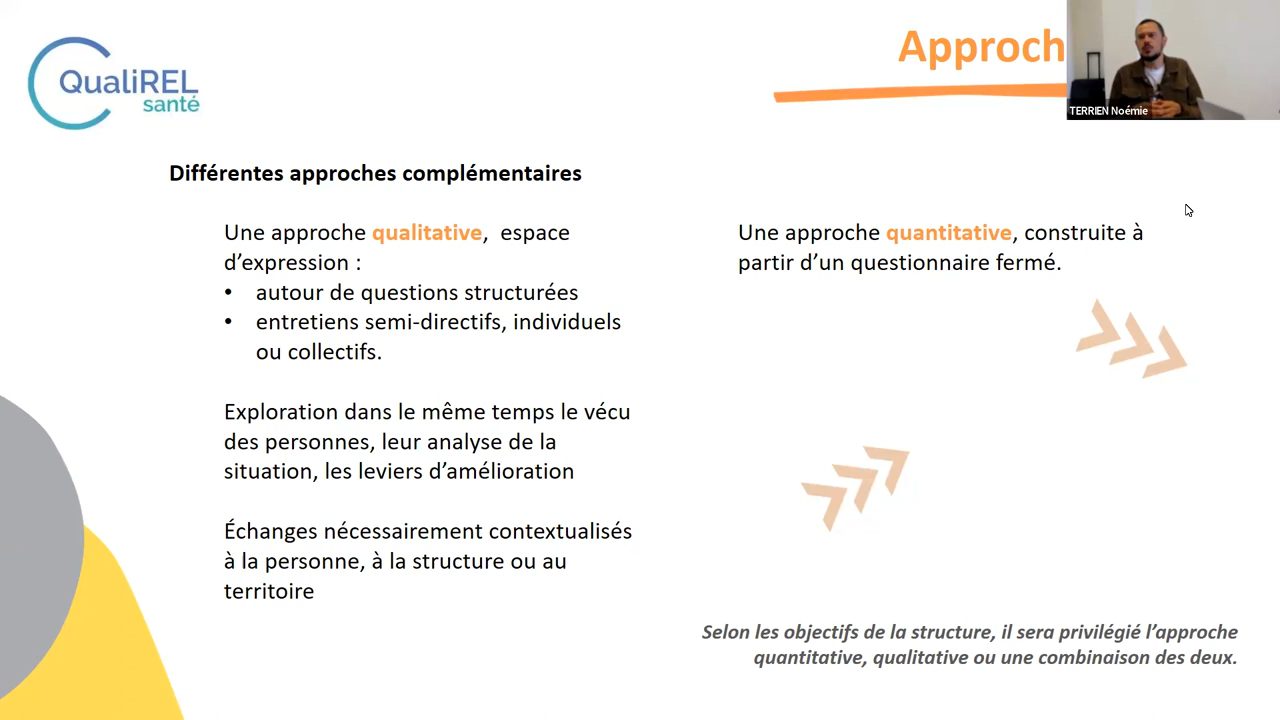 QualiREL
santé
Approch
TERRIEN Noémie
Différentes approches complémentaires
Une approche qualitative, espace
d’expression :
• autour de questions structurées
• entretiens semi-directifs, individuels
ou collectifs.
Exploration dans le même temps le vécu
des personnes, leur analyse de la
situation, les leviers d’amélioration
Échanges nécessairement contextualisés
à la personne, à la structure ou au
territoire
Une approche quantitative, construite à
partir d’un questionnaire fermé.
Selon les objectifs de la structure, il sera privilégié l’approche
quantitative, qualitative ou une combinaison des deux.